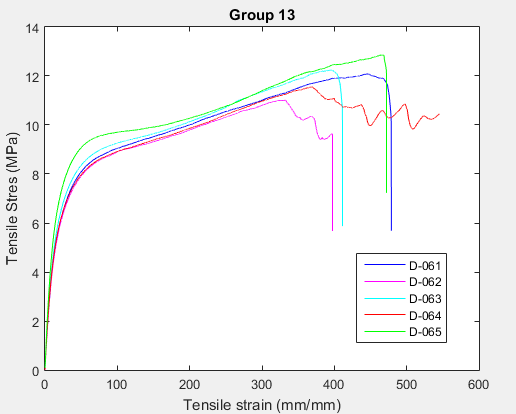 Group 13
14
12
10
8
6
4
2
0
Tensile Stres (MPa)
D-061
D-062
D-063
D-064
D-065
0 100 200 300 400 500 600
Tensile strain (mm/mm)